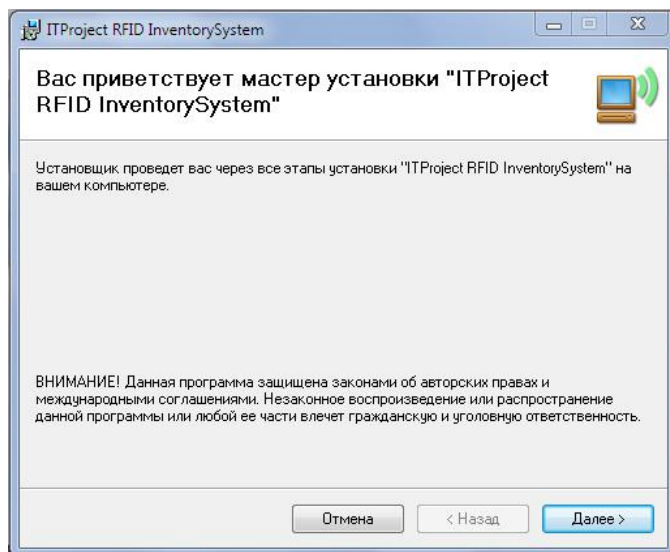 ITProject RFID InventorySystem
Вас приветствует мастер установки "ITProject
RFID InventorySystem"
Установщик проведет вас через все этапы установки "ITProject RFID InventorySystem" на
вашем компьютере.
ВНИМАНИЕ! Данная программа защищена законами об авторских правах и
международными соглашениями. Незаконное воспроизведение или распространение
данной программы или любой ее части влечет гражданскую и уголовную ответственность.
Отмена
< Назад
Далее >